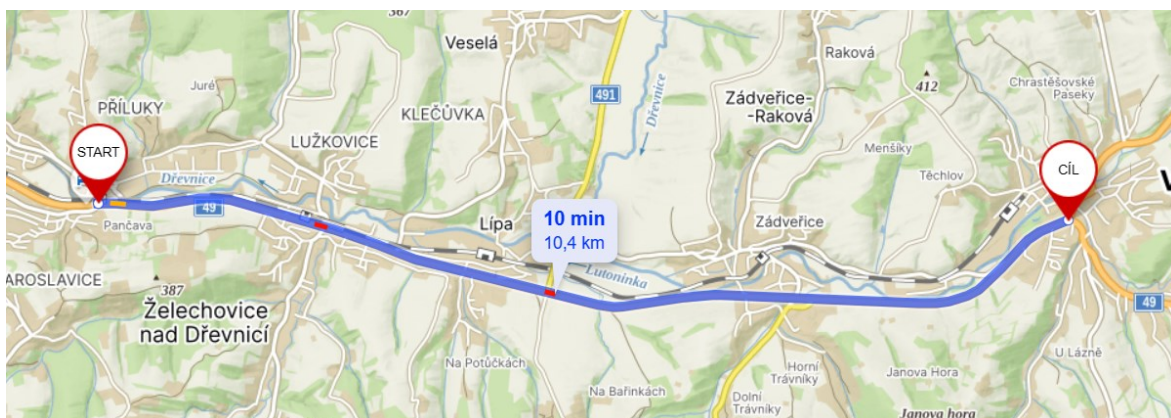 387
Veselá
Raková
Juré
412
Chrastěšovské
Paseky
PŘÍLUKY
KLEČŮVKA
491
Dřevnice
Zádveřice-
-Raková
START
LUŽKOVICE
Menšíky
CÍL
Dřevnice
Těchlov
V
49
Pančava
Lípa
10 min
10,4 km
Zádveřice
AROSLAVICE
387
Lutoninka
Želechovice
nad Dřevnicí
49
Na Potůčkách
Horní
Trávníky
Janova Hora
U Lázně
Na Bařinkách
Dolní
Trávníky
Janova hora